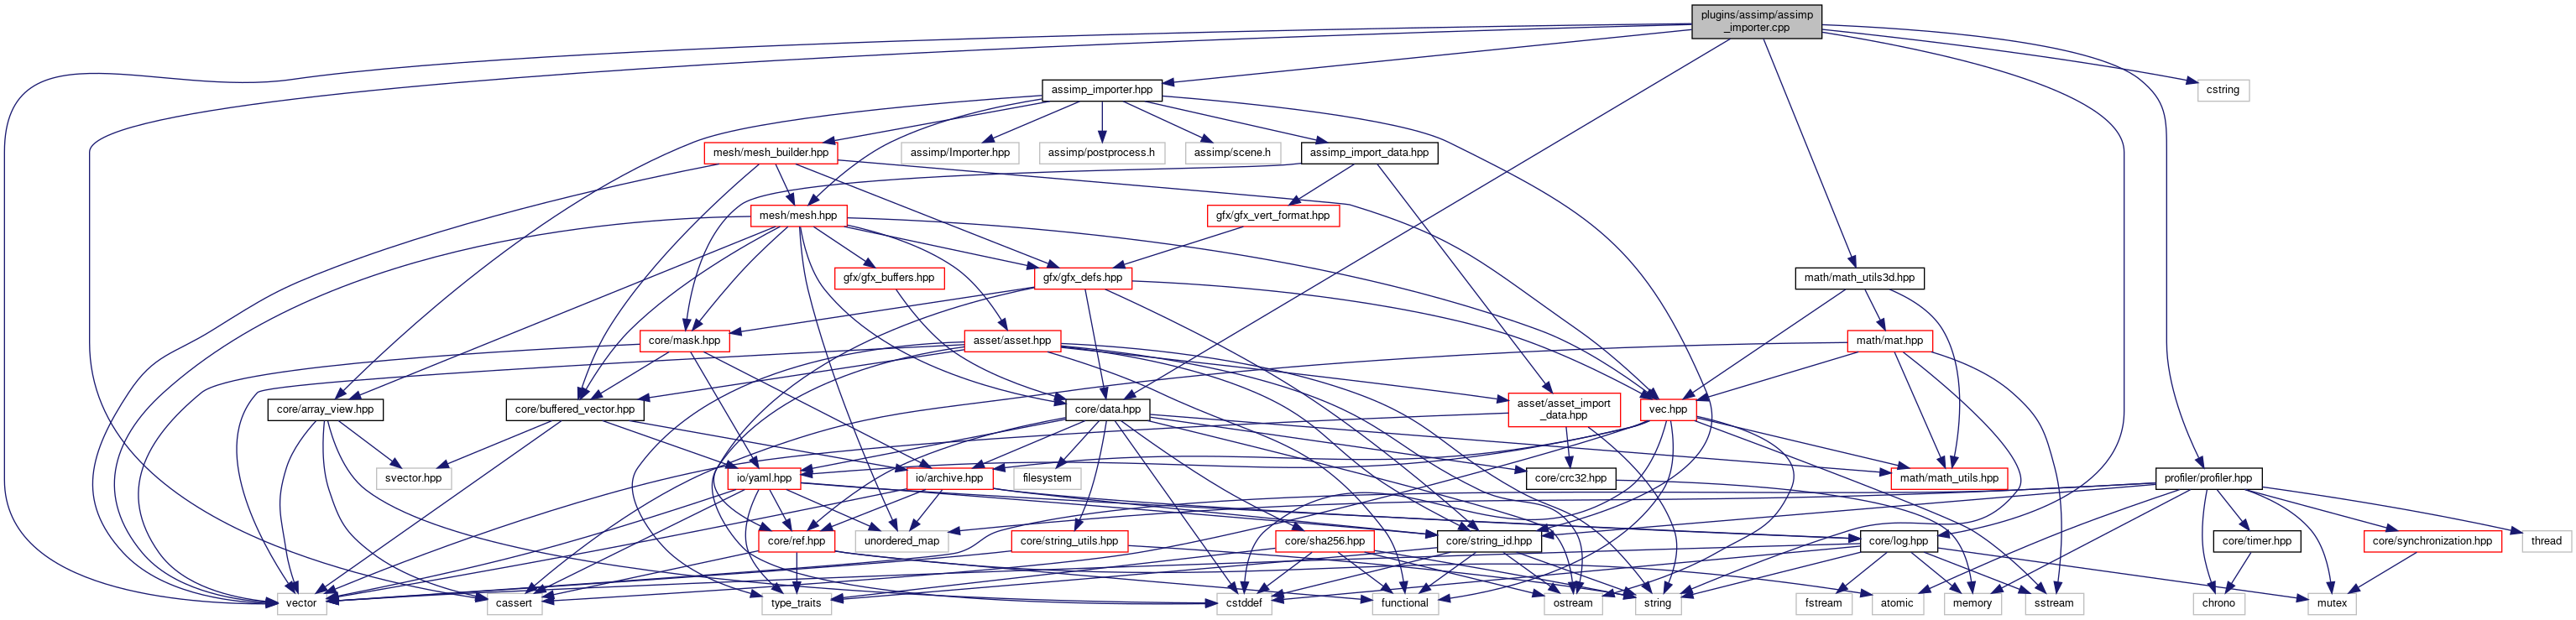 plugins/assimp/assimp
_importer.cpp
assimp_importer.hpp
cstring
mesh/mesh_builder.hpp
assimp/Importer.hpp
assimp/postprocess.h
assimp/scene.h
assimp_import_data.hpp
mesh/mesh.hpp
gfx/gfx_vert_format.hpp
gfx/gfx_buffers.hpp
gfx/gfx_defs.hpp
math/math_utils3d.hpp
core/mask.hpp
asset/asset.hpp
math/mat.hpp
core/array_view.hpp
core/buffered_vector.hpp
core/data.hpp
asset/asset_import
_data.hpp
vec.hpp
svector.hpp
io/yaml.hpp
io/archive.hpp
filesystem
core/crc32.hpp
math/math_utils.hpp
profiler/profiler.hpp
core/ref.hpp
unordered_map
core/string_utils.hpp
core/sha256.hpp
core/string_id.hpp
core/log.hpp
core/timer.hpp
core/synchronization.hpp
thread
vector
cassert
type_traits
cstddef
functional
ostream
string
fstream
atomic
memory
sstream
chrono
mutex